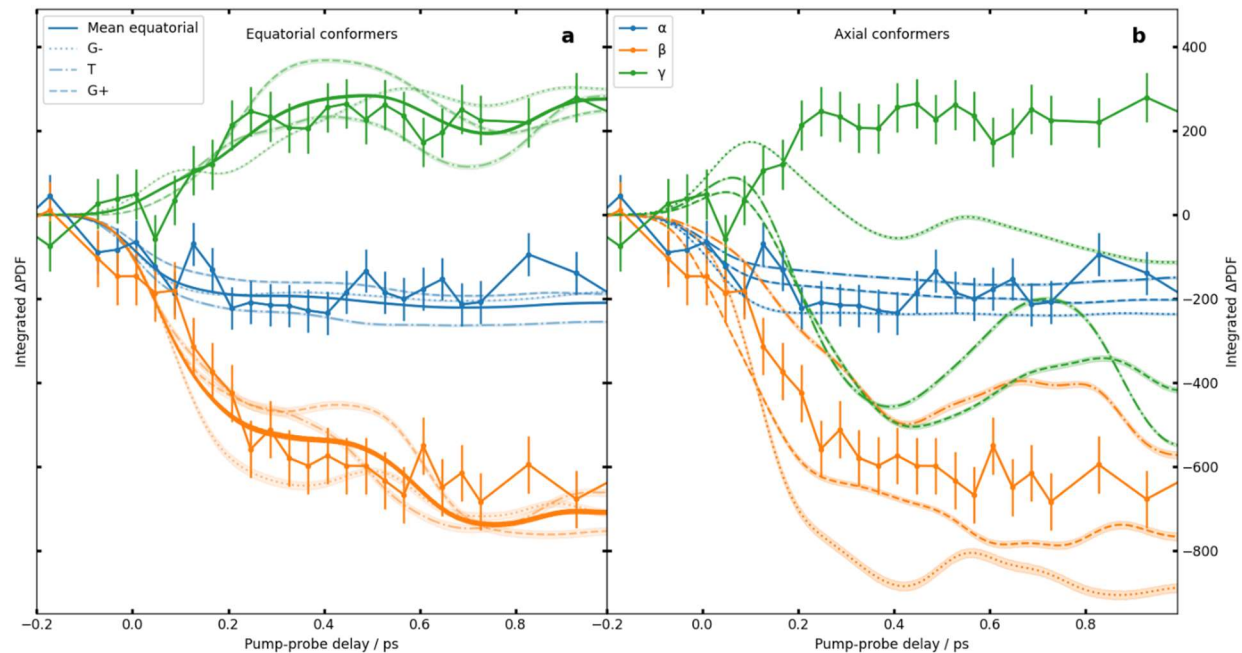 Mean equatorial
G-
T
G+
Equatorial conformers
a
α
β
γ
Axial conformers
b
400
200
0
−200
−400
−600
−800
Integrated ΔPDF
Integrated ΔPDF
−0.2
0.0
0.2
0.4
0.6
0.8
−0.2
0.0
0.2
0.4
0.6
0.8
Pump-probe delay / ps
Pump-probe delay / ps